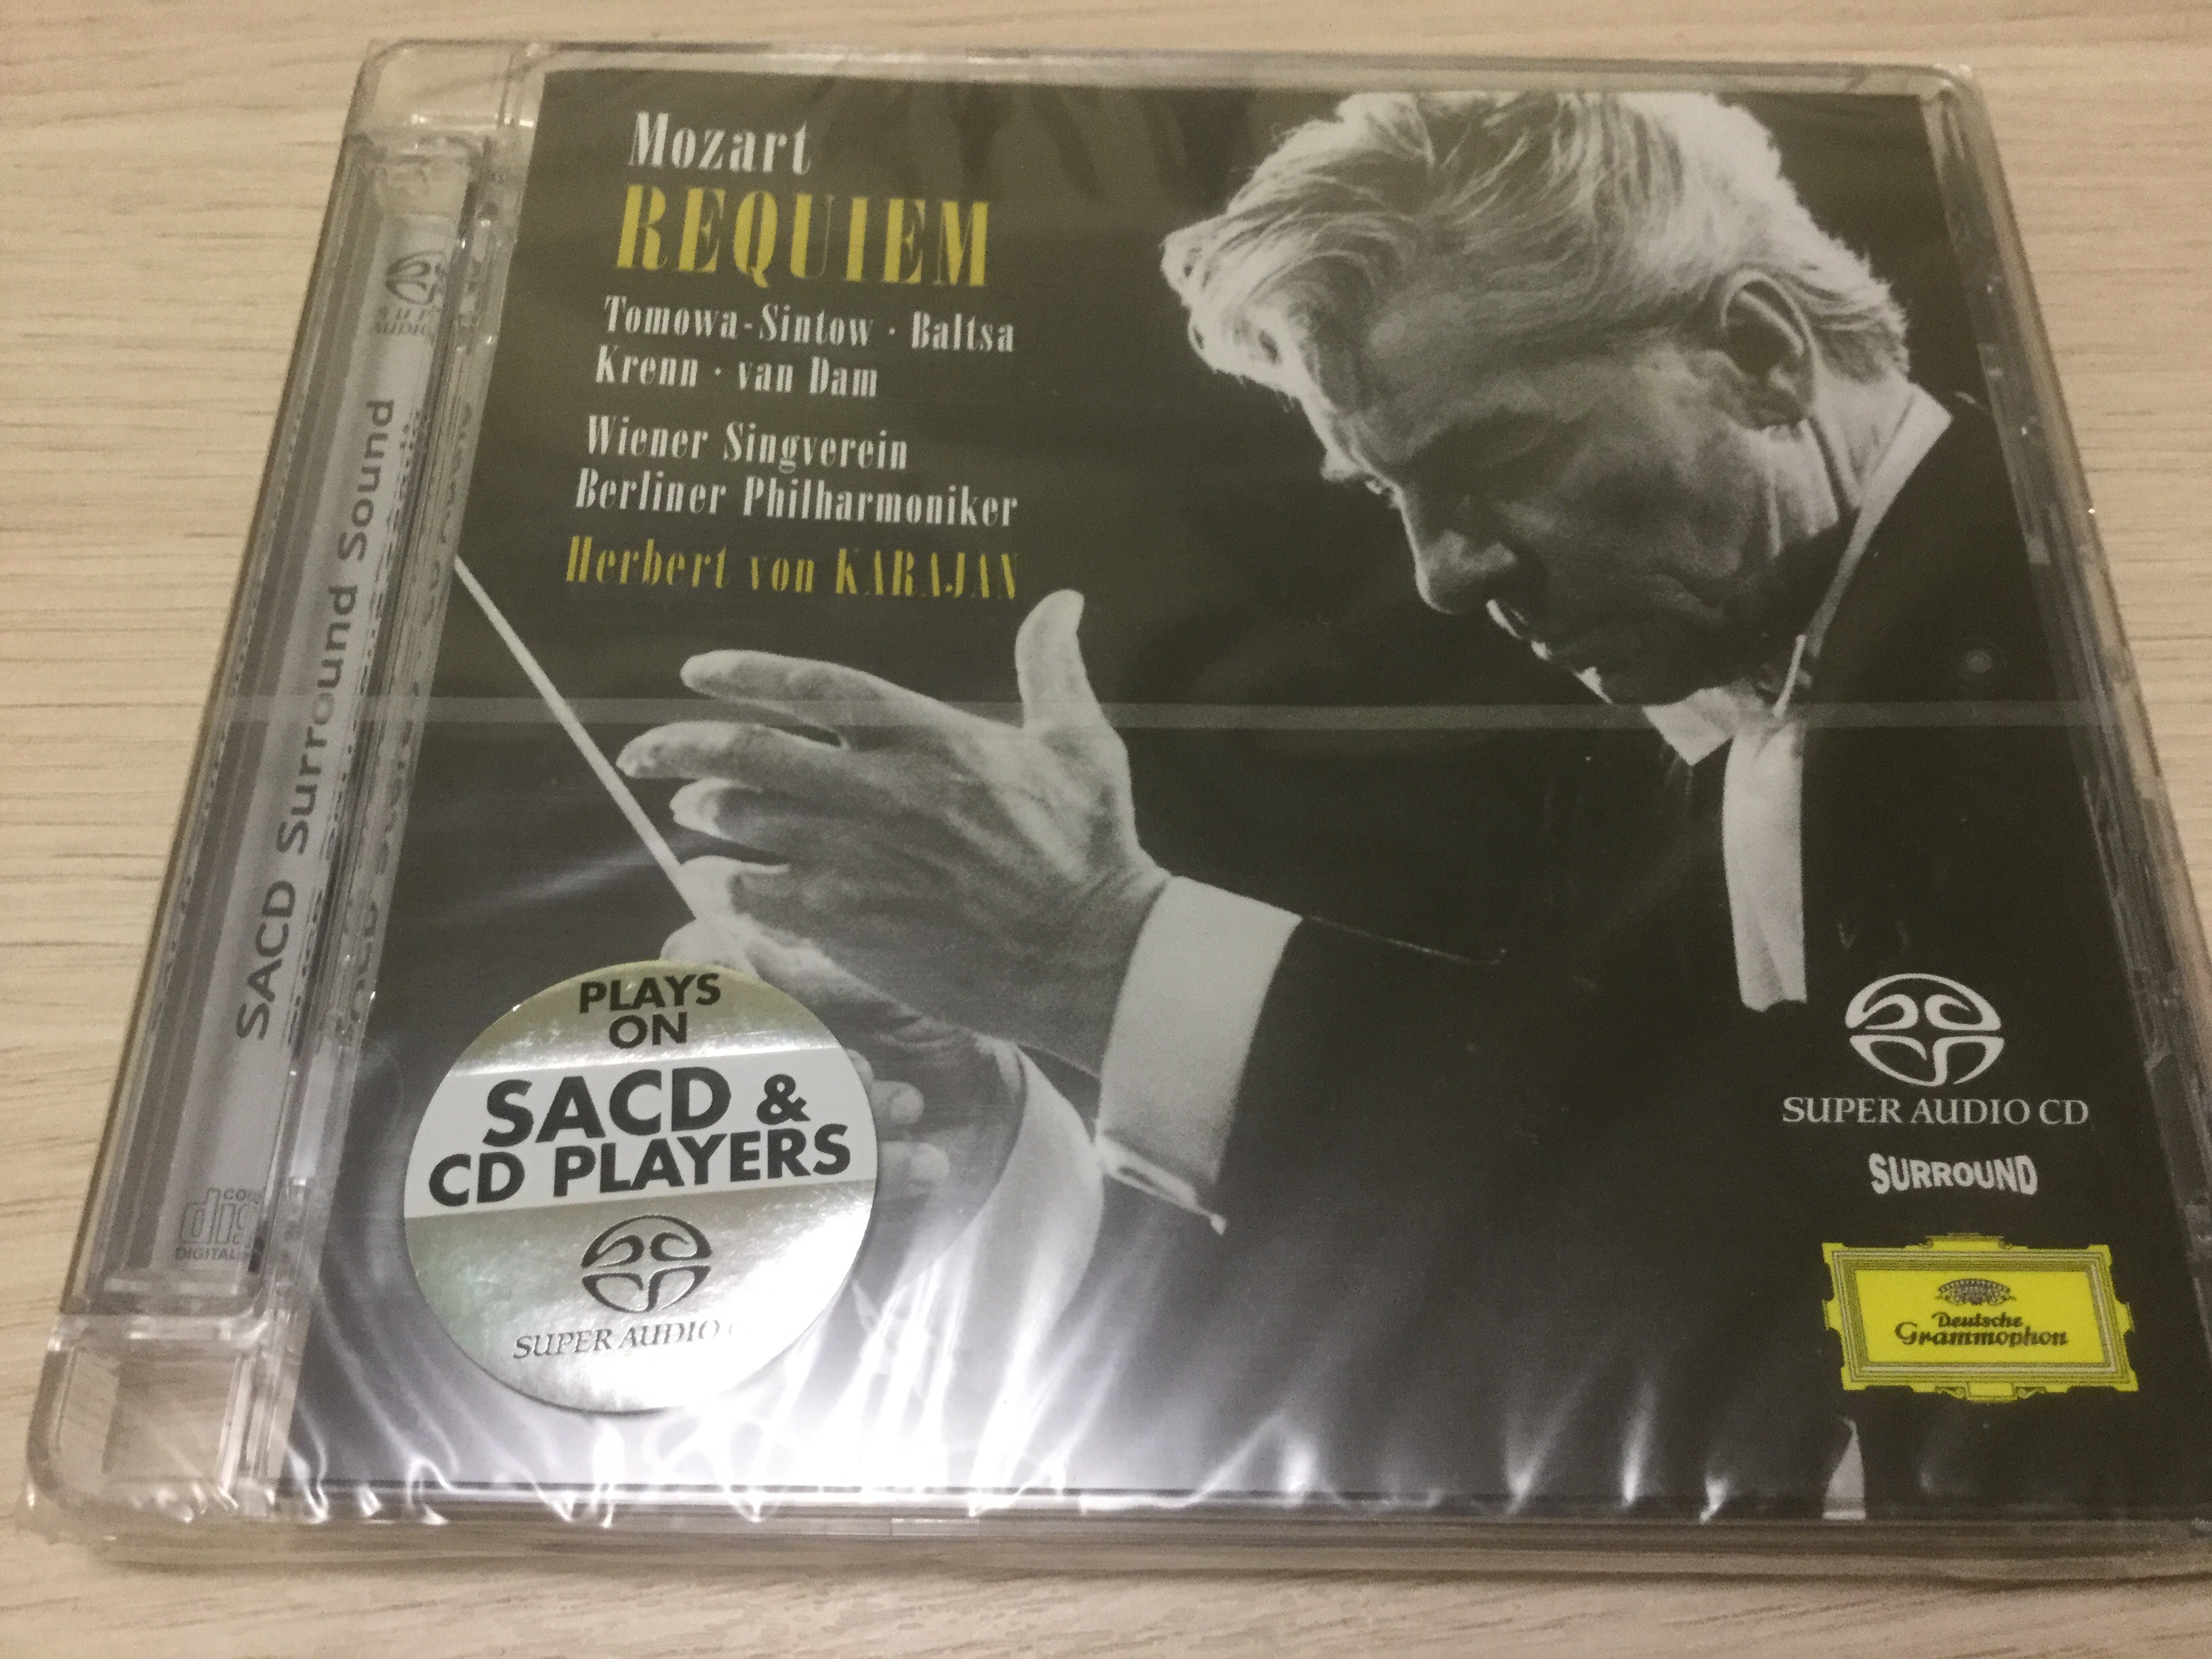 Mozart
REQUIEM
Tomowa-Sintow · Baltsa
Krenn · van Dam
Wiener Singverein
Berliner Philharmoniker
Herbert von KARAJAN
SACD Surround Sound
PLAYS
ON
SACD &
CD PLAYERS
SUPER AUDIO
SUPER AUDIO CD
SURROUND
Deutsche
Grammophon